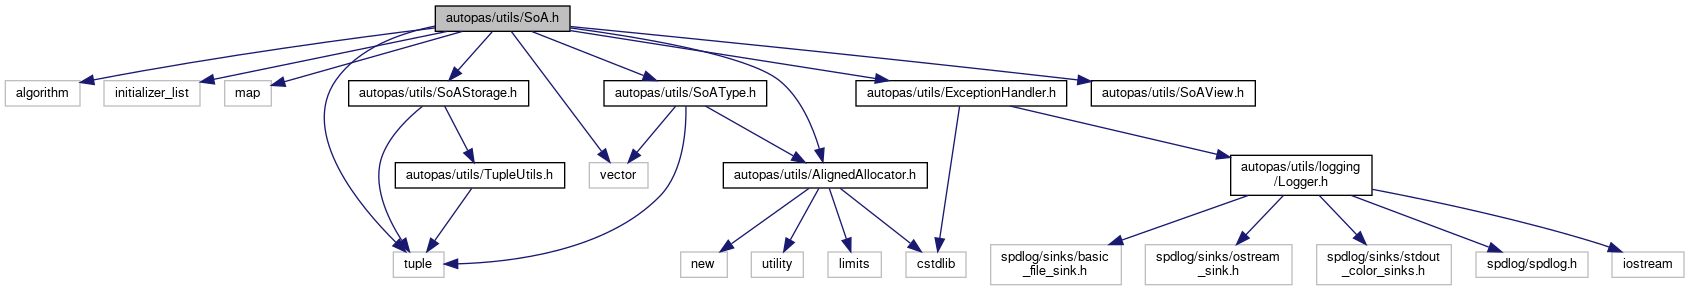 autopas/utils/SoA.h
algorithm
initializer_list
map
autopas/utils/SoAStorage.h
autopas/utils/SoAType.h
autopas/utils/ExceptionHandler.h
autopas/utils/SoAView.h
autopas/utils/TupleUtils.h
vector
autopas/utils/AlignedAllocator.h
autopas/utils/logging
/Logger.h
tuple
new
utility
limits
cstdlib
spdlog/sinks/basic
_file_sink.h
spdlog/sinks/ostream
_sink.h
spdlog/sinks/stdout
_color_sinks.h
spdlog/spdlog.h
iostream